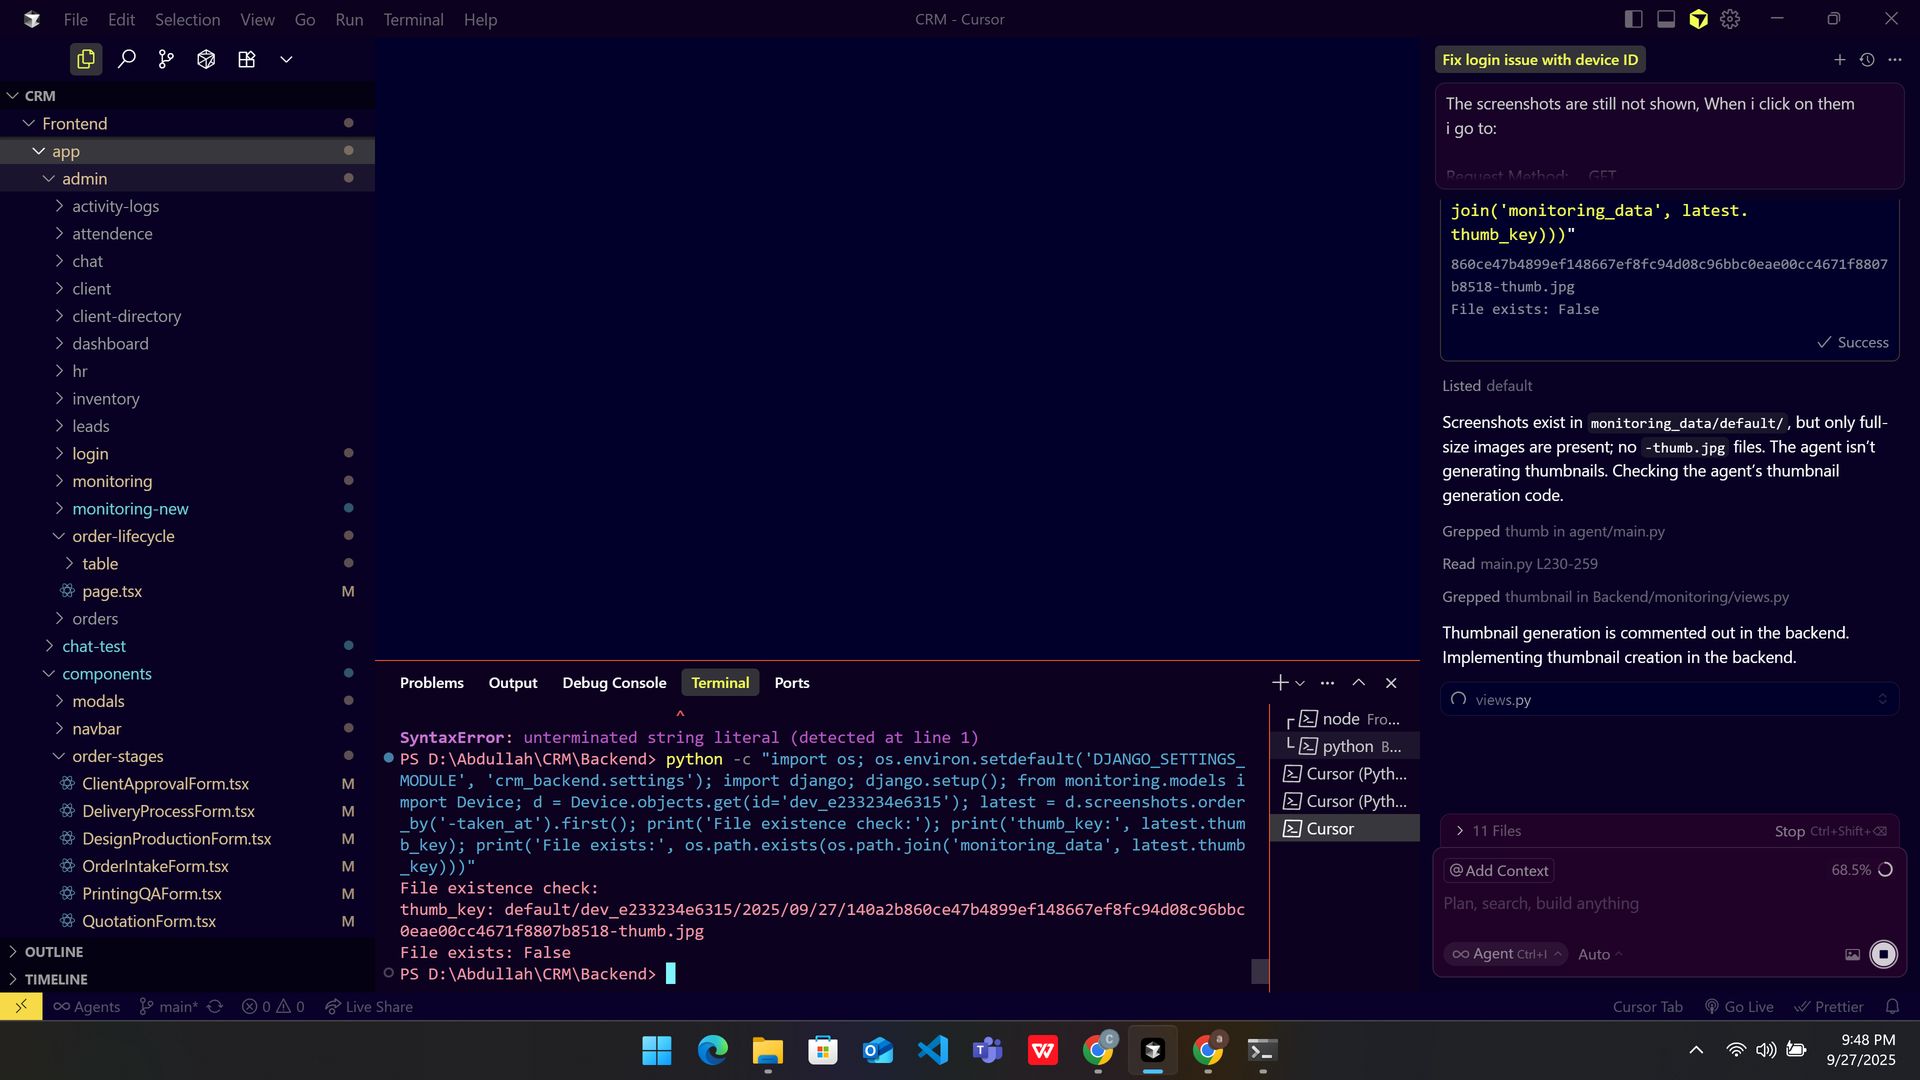 File Edit Selection View Go Run Terminal Help
CRM - Cursor
CRM
Frontend
app
admin
activity-logs
attendence
chat
client
client-directory
dashboard
hr
inventory
leads
login
monitoring
monitoring-new
order-lifecycle
table
page.tsx M
orders
chat-test
components
modals
navbar
order-stages
ClientApprovalForm.tsx M
DeliveryProcessForm.tsx M
DesignProductionForm.tsx M
OrderIntakeForm.tsx M
PrintingQAForm.tsx M
QuotationForm.tsx M
OUTLINE
TIMELINE
Problems Output Debug Console Terminal Ports
^
SyntaxError: unterminated string literal (detected at line 1)
PS D:\Abdullah\CRM\Backend> python -c "import os; os.environ.setdefault('DJANGO_SETTINGS_
MODULE', 'crm_backend.settings'); import django; django.setup(); from monitoring.models i
mport Device; d = Device.objects.get(id='dev_e233234e6315'); latest = d.screenshots.order
_by('-taken_at').first(); print('File existence check:'); print('thumb_key:', latest.thum
b_key); print('File exists:', os.path.exists(os.path.join('monitoring_data', latest.thumb
_key)))"
File existence check:
thumb_key: default/dev_e233234e6315/2025/09/27/140a2b860ce47b4899ef148667ef8fc94d08c96bbc
0eae00cc4671f8807b8518-thumb.jpg
File exists: False
PS D:\Abdullah\CRM\Backend>
node Fro...
python B...
Cursor (Pyth...
Cursor (Pyth...
Cursor
Fix login issue with device ID
The screenshots are still not shown, When i click on them
i go to:
Request Method: GET
join('monitoring_data', latest.
thumb_key)))"
860ce47b4899ef148667ef8fc94d08c96bbc0eae00cc4671f8807
b8518-thumb.jpg
File exists: False
Success
Listed default
Screenshots exist in monitoring_data/default/, but only full-
size images are present; no -thumb.jpg files. The agent isn't
generating thumbnails. Checking the agent's thumbnail
generation code.
Grepped thumb in agent/main.py
Read main.py L230-259
Grepped thumbnail in Backend/monitoring/views.py
Thumbnail generation is commented out in the backend.
Implementing thumbnail creation in the backend.
views.py
11 Files Stop Ctrl+Shift+⌫
@ Add Context 68.5%
Plan, search, build anything
∞ Agent Ctrl+I Auto
Agents main* 0 0 Live Share
Cursor Tab Go Live Prettier
9:48 PM
9/27/2025